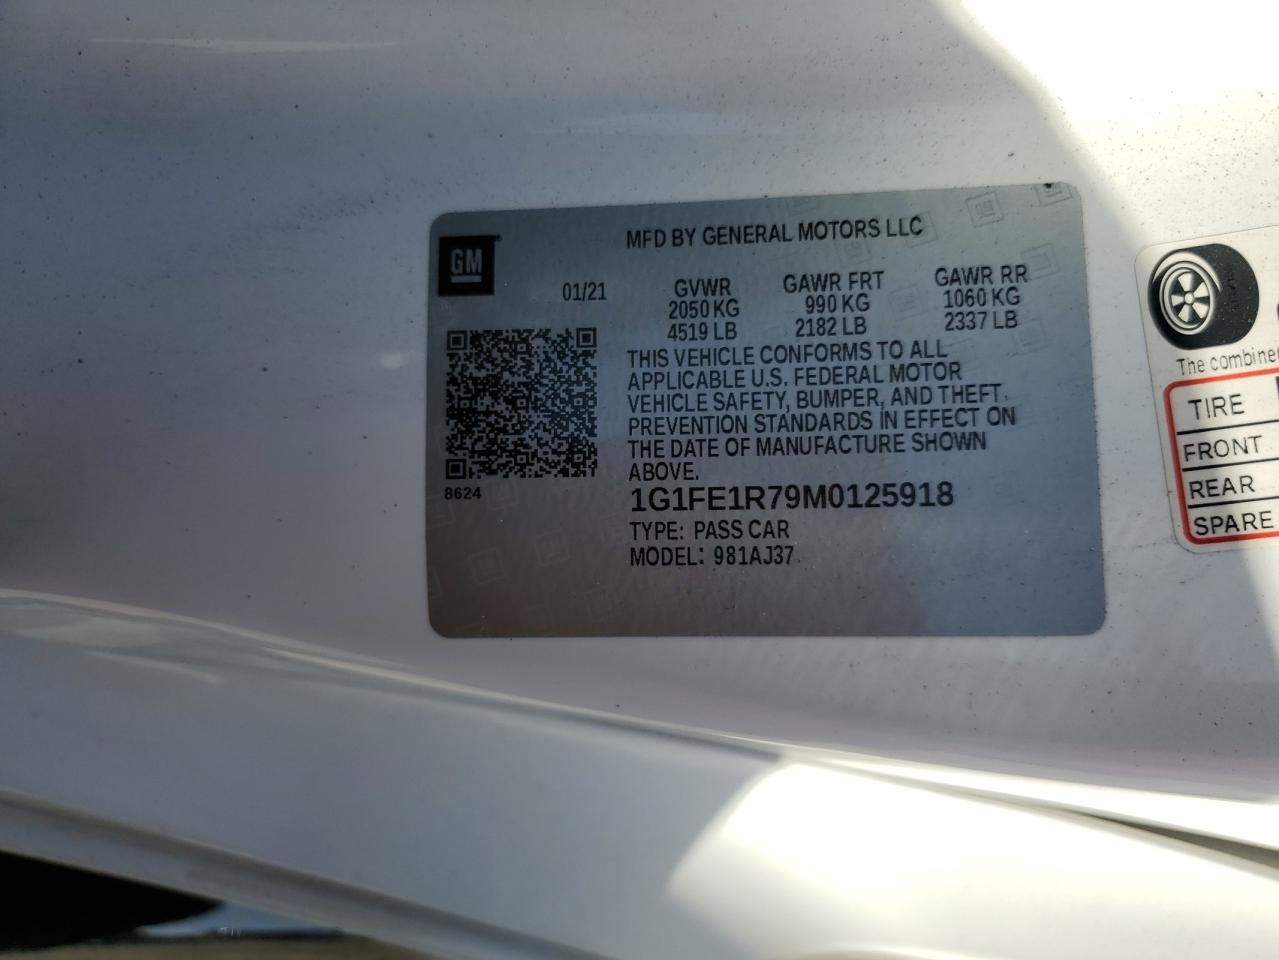 GM
MFD BY GENERAL MOTORS LLC
01/21
GVWR
2050 KG
4519 LB
GAWR FRT
990 KG
2182 LB
GAWR RR
1060 KG
2337 LB
THIS VEHICLE CONFORMS TO ALL
APPLICABLE U.S. FEDERAL MOTOR
VEHICLE SAFETY, BUMPER, AND THEFT
PREVENTION STANDARDS IN EFFECT ON
THE DATE OF MANUFACTURE SHOWN
ABOVE.
8624
1G1FE1R79M0125918
TYPE: PASS CAR
MODEL: 981AJ37
The
TIRE
FRONT
REAR
SPARE